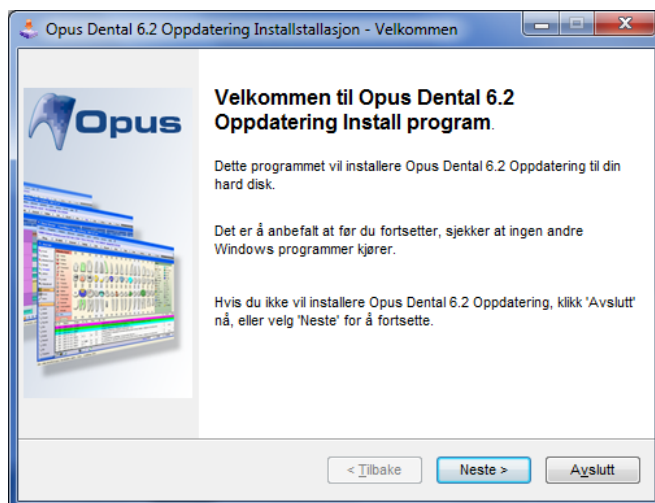 Opus Dental 6.2 Oppdatering Installstallasjon - Velkommen
Opus
Velkommen til Opus Dental 6.2
Oppdatering Install program.
Dette programmet vil installere Opus Dental 6.2 Oppdatering til din
hard disk.
Det er å anbefalt at før du fortsetter, sjekker at ingen andre
Windows programmer kjører.
Hvis du ikke vil installere Opus Dental 6.2 Oppdatering, klikk 'Avslutt'
nå, eller velg 'Neste' for å fortsette.
< Tilbake Neste > Avslutt